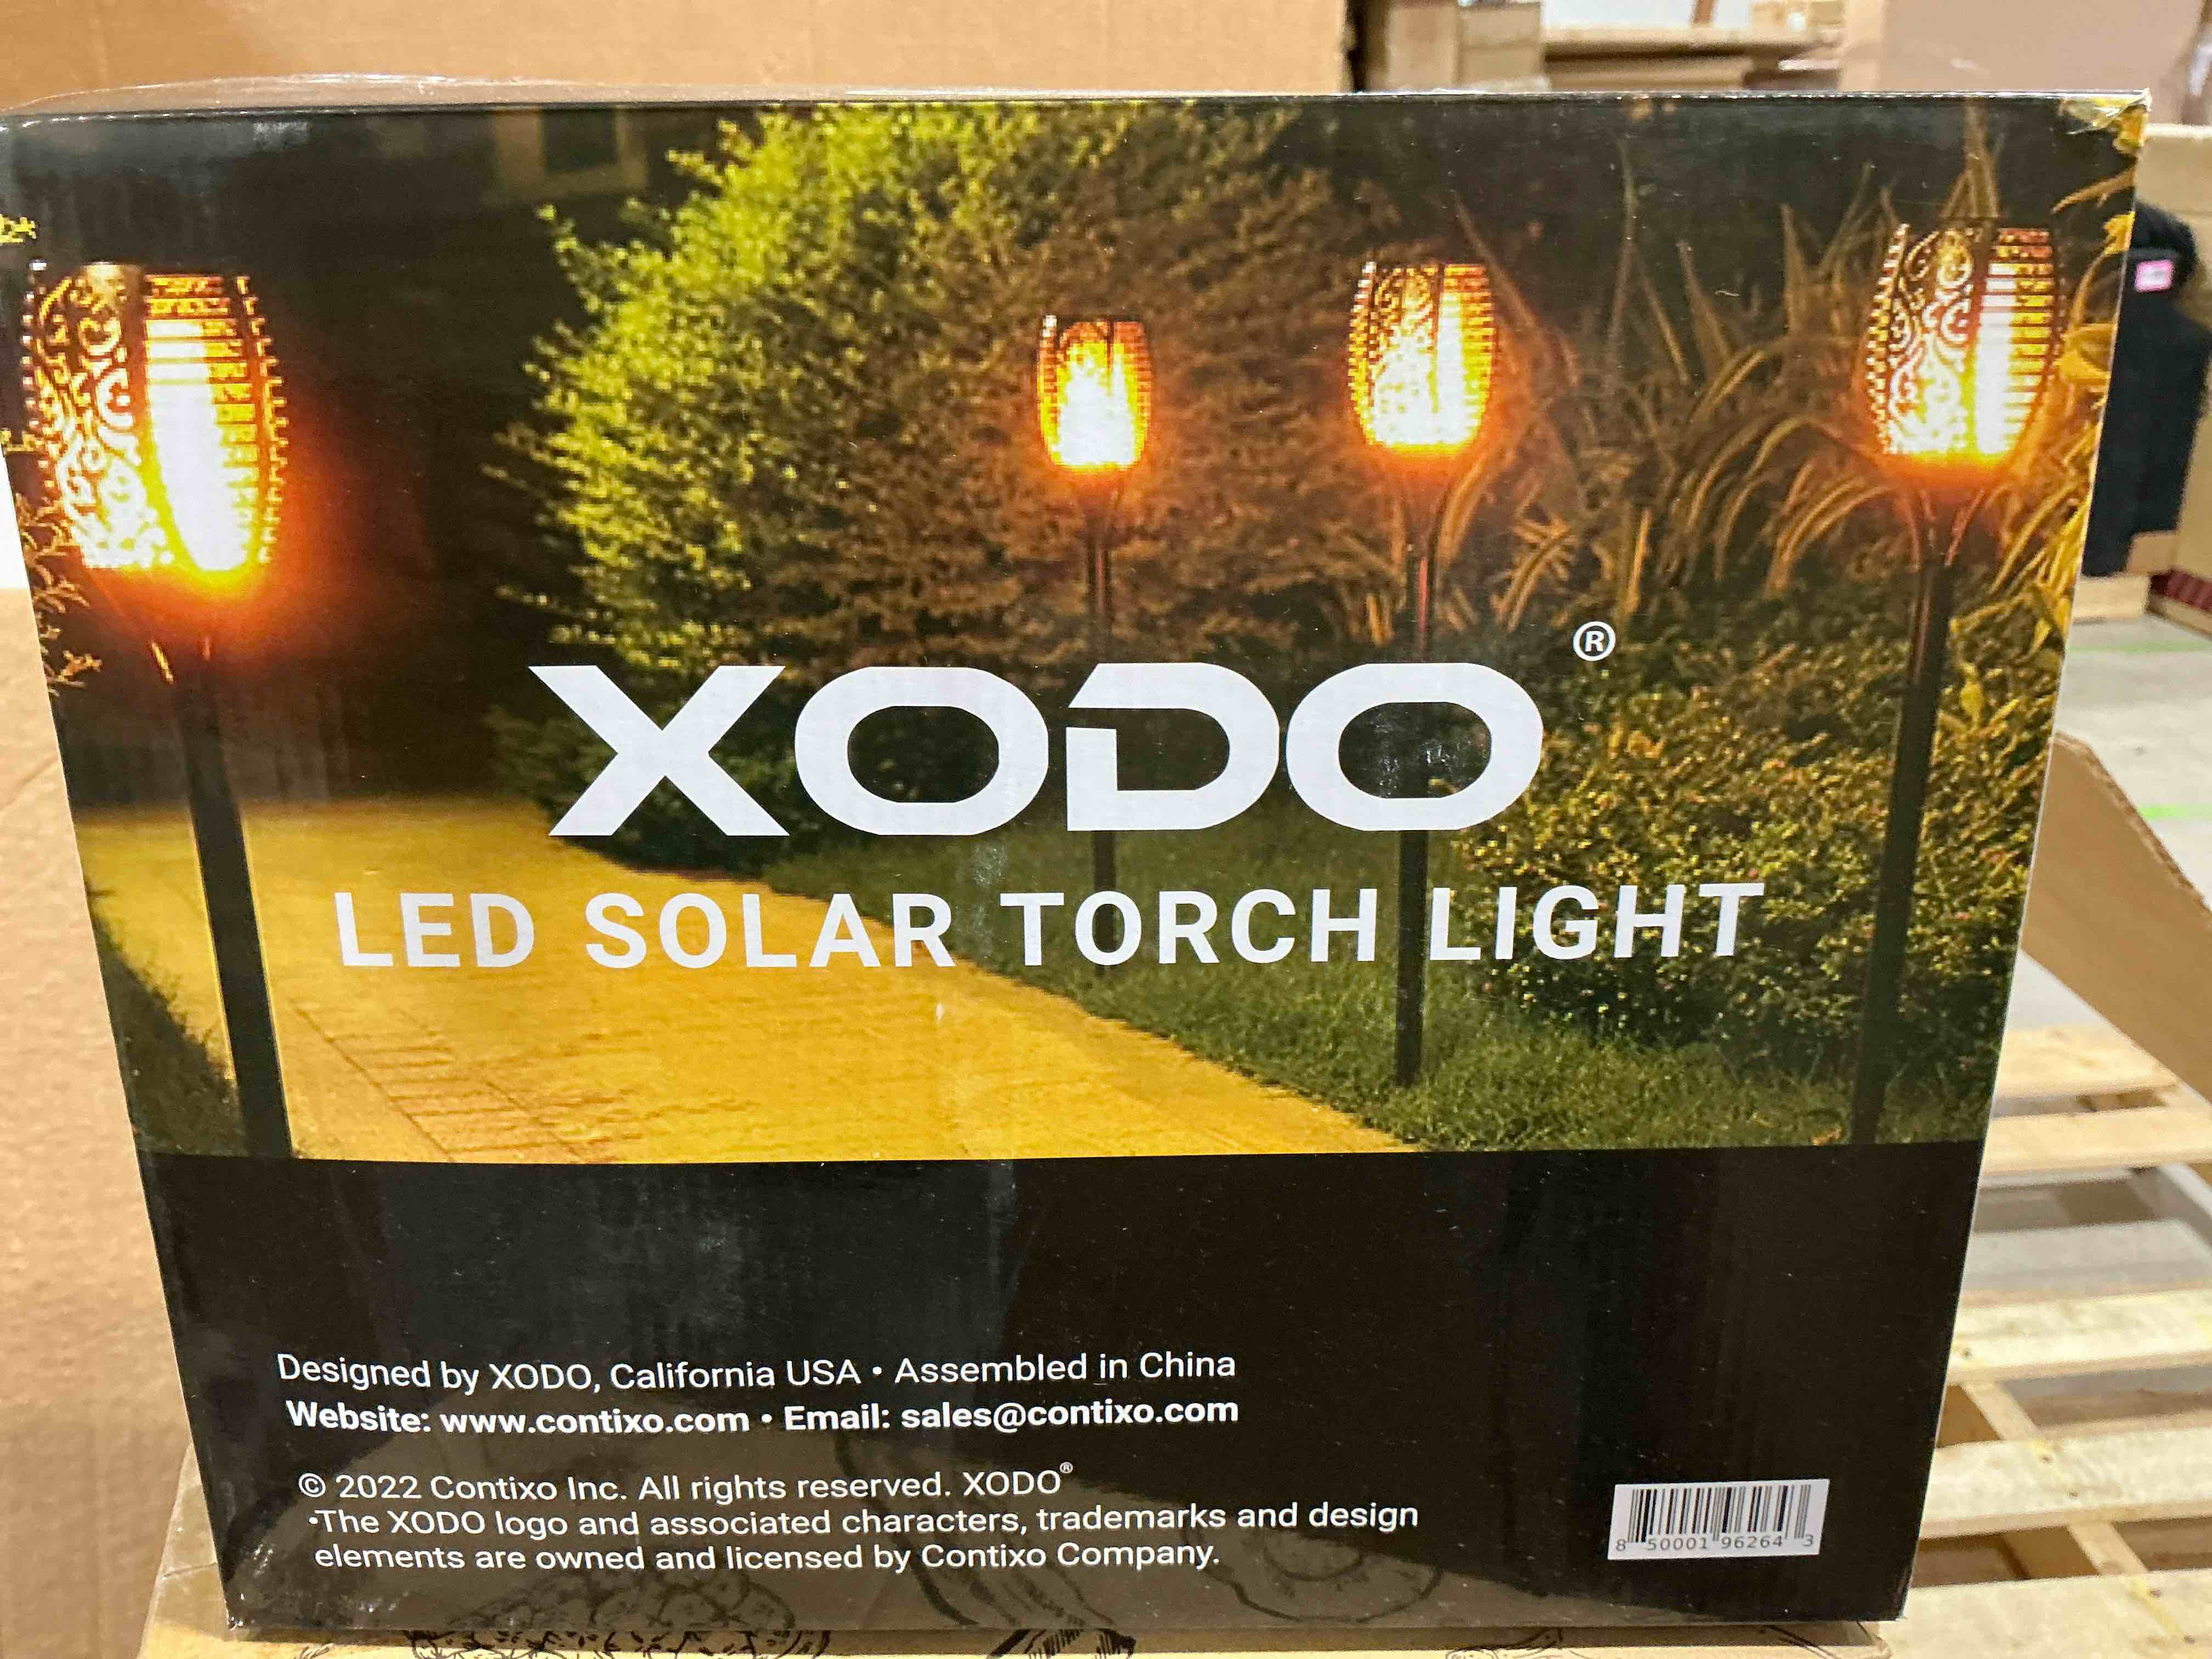 XODO®
LED SOLAR TORCH LIGHT
Designed by XODO, California USA • Assembled in China
Website: www.contixo.com • Email: sales@contixo.com
© 2022 Contixo Inc. All rights reserved. XODO®
•The XODO logo and associated characters, trademarks and design
elements are owned and licensed by Contixo Company.
8 50001 96264 3